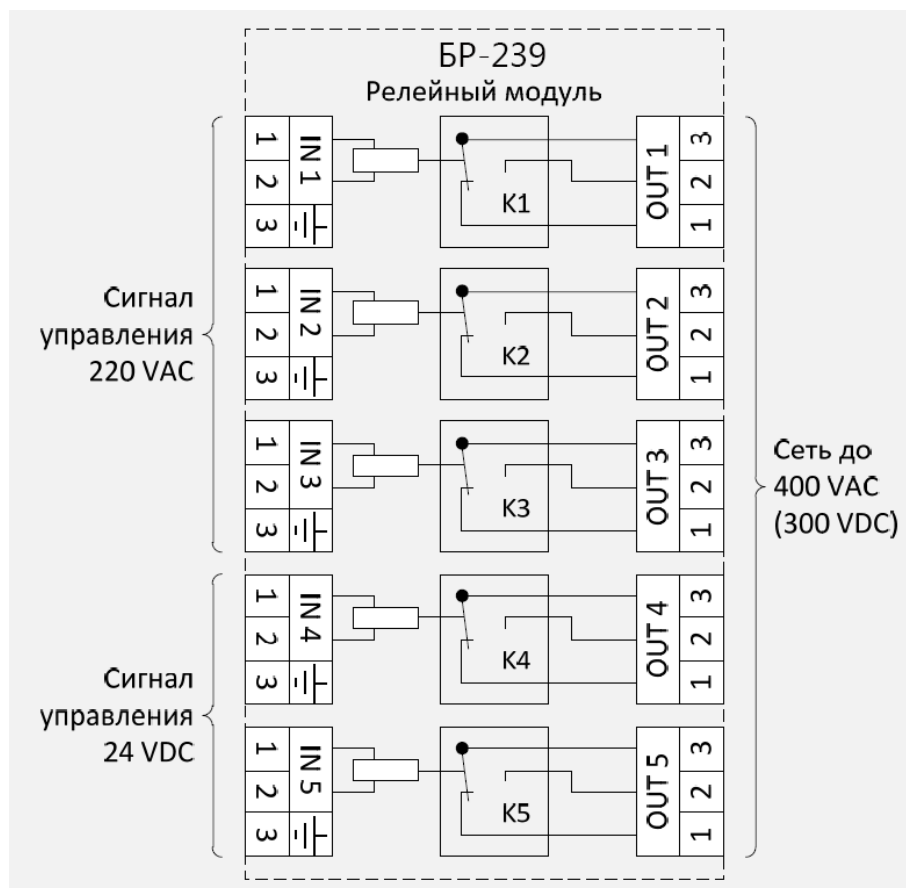 БР-239
Релейный модуль
1
2
3
IN 1
K1
OUT 1
3
2
1
1
2
3
IN 2
K2
OUT 2
3
2
1
Сигнал
управления
220 VAC
1
2
3
IN 3
K3
OUT 3
3
2
1
Сеть до
400 VAC
(300 VDC)
1
2
3
IN 4
K4
OUT 4
3
2
1
Сигнал
управления
24 VDC
1
2
3
IN 5
K5
OUT 5
3
2
1